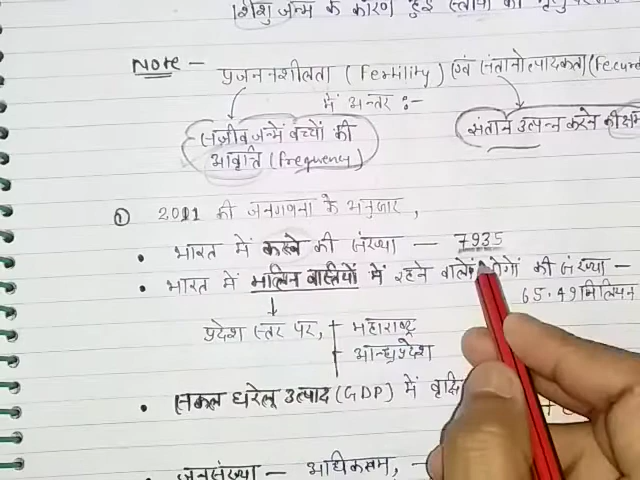 शिशु जन्म के कारण हुई स्त्रियों की
Note - प्रजननशीलता (Fertility) एवं संतानोत्पादकता (Fecund
में अन्तर :-
सजीव जन्में बच्चों की
आवृत्ति (frequency)
संतान उत्पन्न करने की क्षम
① 2011 की जनगणना के अनुसार,
• भारत में कस्बे की संख्या — 7935
• भारत में मलिन बस्तियों में रहने वाले लोगों की संख्या —
65.49 मिलियन
प्रदेश स्तर पर, महाराष्ट्र
आन्ध्रप्रदेश
• सकल घरेलू उत्पाद (GDP) में
• जनसंख्या — अधिकतम, —